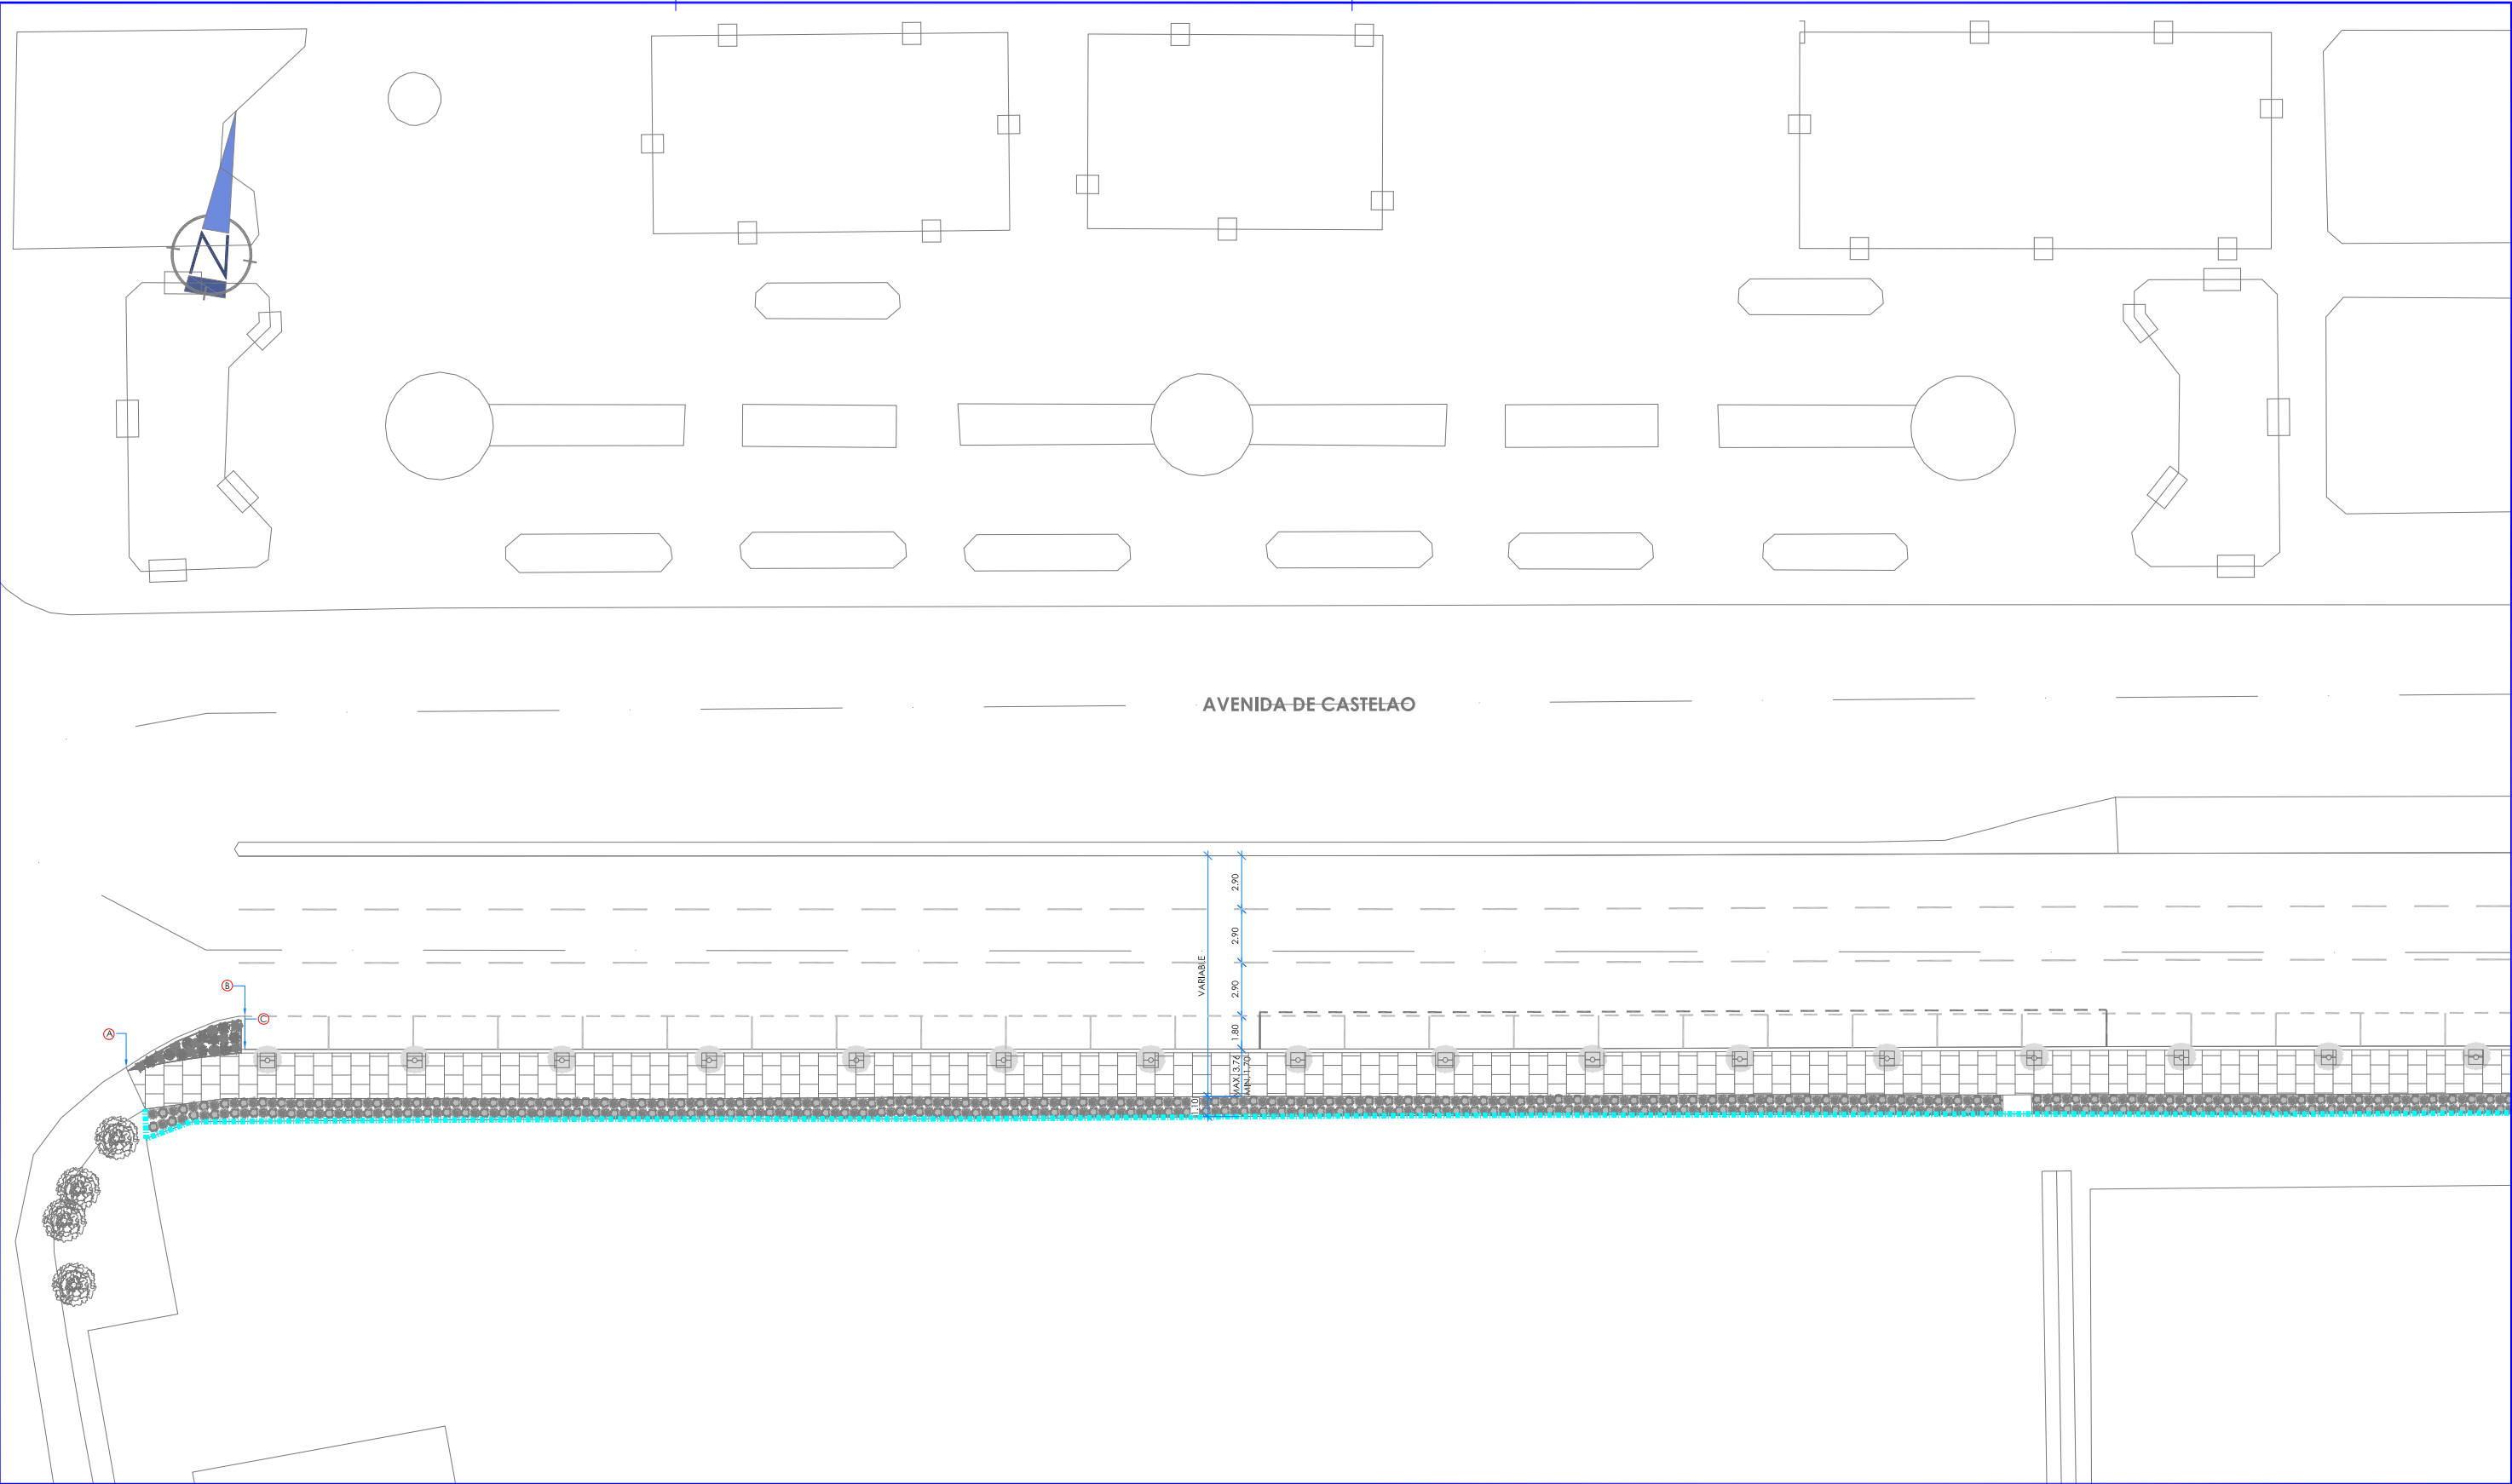 N
AVENIDA DE CASTELAO
2.90
2.90
VARIABLE
2.90
1.80
MAX. 3.76
MIN. 1.70
1.10
B
C
A